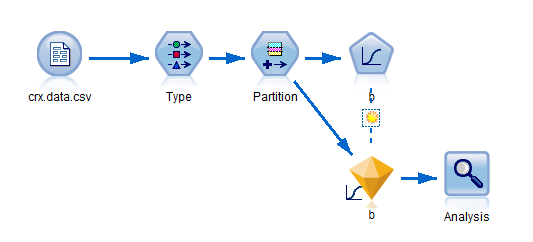 crx.data.csv
Type
Partition
b
b
Analysis